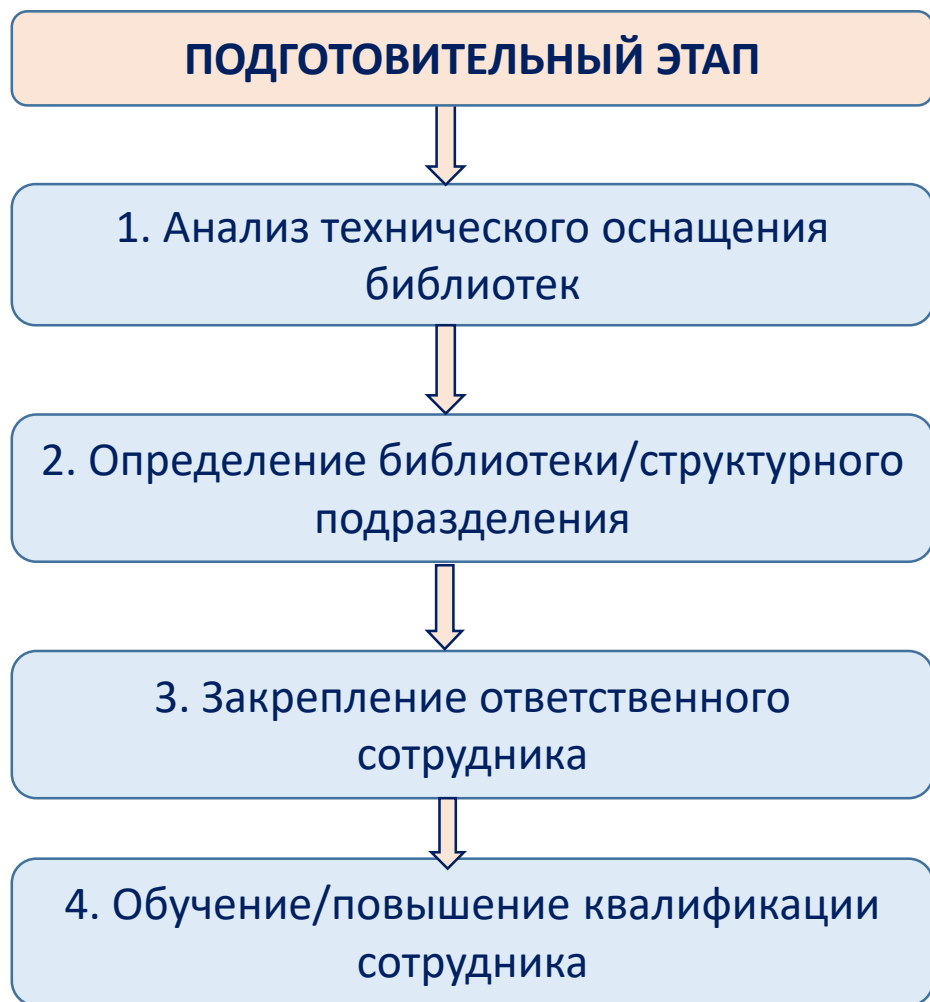 ПОДГОТОВИТЕЛЬНЫЙ ЭТАП
1. Анализ технического оснащения
библиотек
2. Определение библиотеки/структурного
подразделения
3. Закрепление ответственного
сотрудника
4. Обучение/повышение квалификации
сотрудника